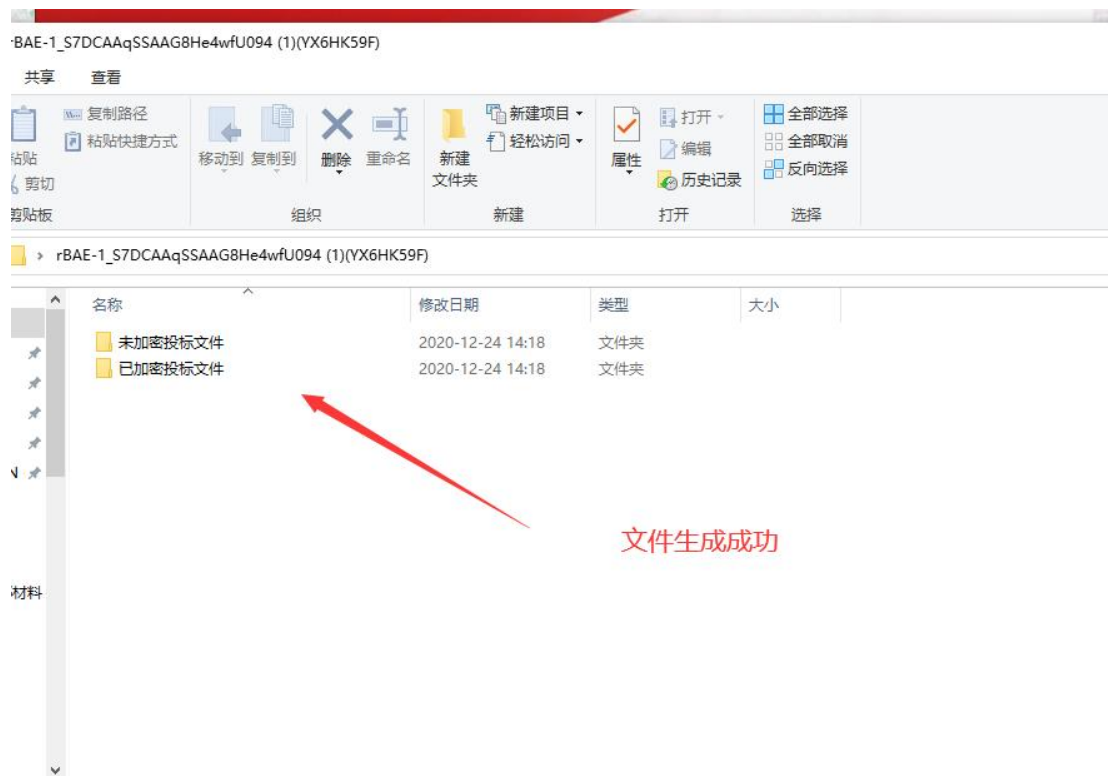 rBAE-1_S7DCAAqSSAAG8He4wfU094 (1)(YX6HK59F)
共享 查看
复制路径
粘贴快捷方式
粘贴
剪切
剪贴板
移动到 复制到 删除 重命名
组织
新建
文件夹
新建项目
轻松访问
新建
属性
打开
编辑
历史记录
打开
全部选择
全部取消
反向选择
选择
rBAE-1_S7DCAAqSSAAG8He4wfU094 (1)(YX6HK59F)
名称 修改日期 类型 大小
未加密投标文件 2020-12-24 14:18 文件夹
已加密投标文件 2020-12-24 14:18 文件夹
N
文件生成成功
材料